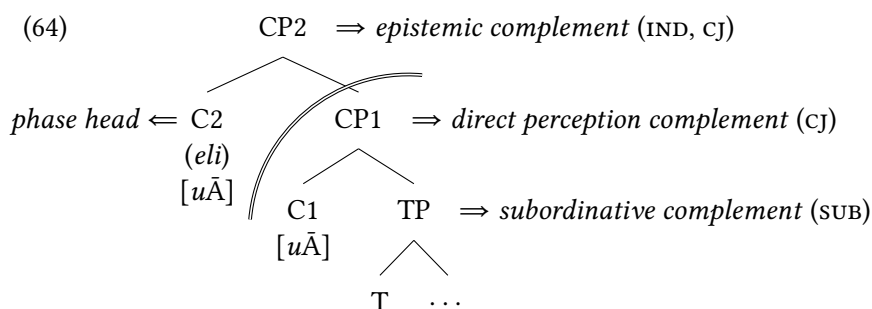 (64) CP2 ⇒ epistemic complement (IND, CJ)
phase head ⇐ C2 CP1 ⇒ direct perception complement (CJ)
(eli)
[uĀ]
C1 TP ⇒ subordinative complement (SUB)
[uĀ]
T ...